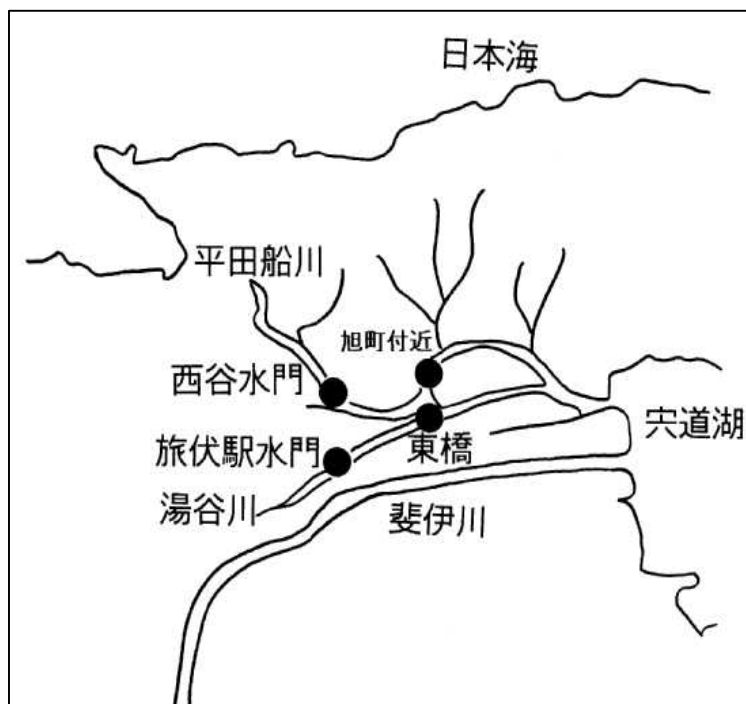 日本海
平田船川
旭町付近
西谷水門
宍道湖
東橋
旅伏駅水門
湯谷川
斐伊川